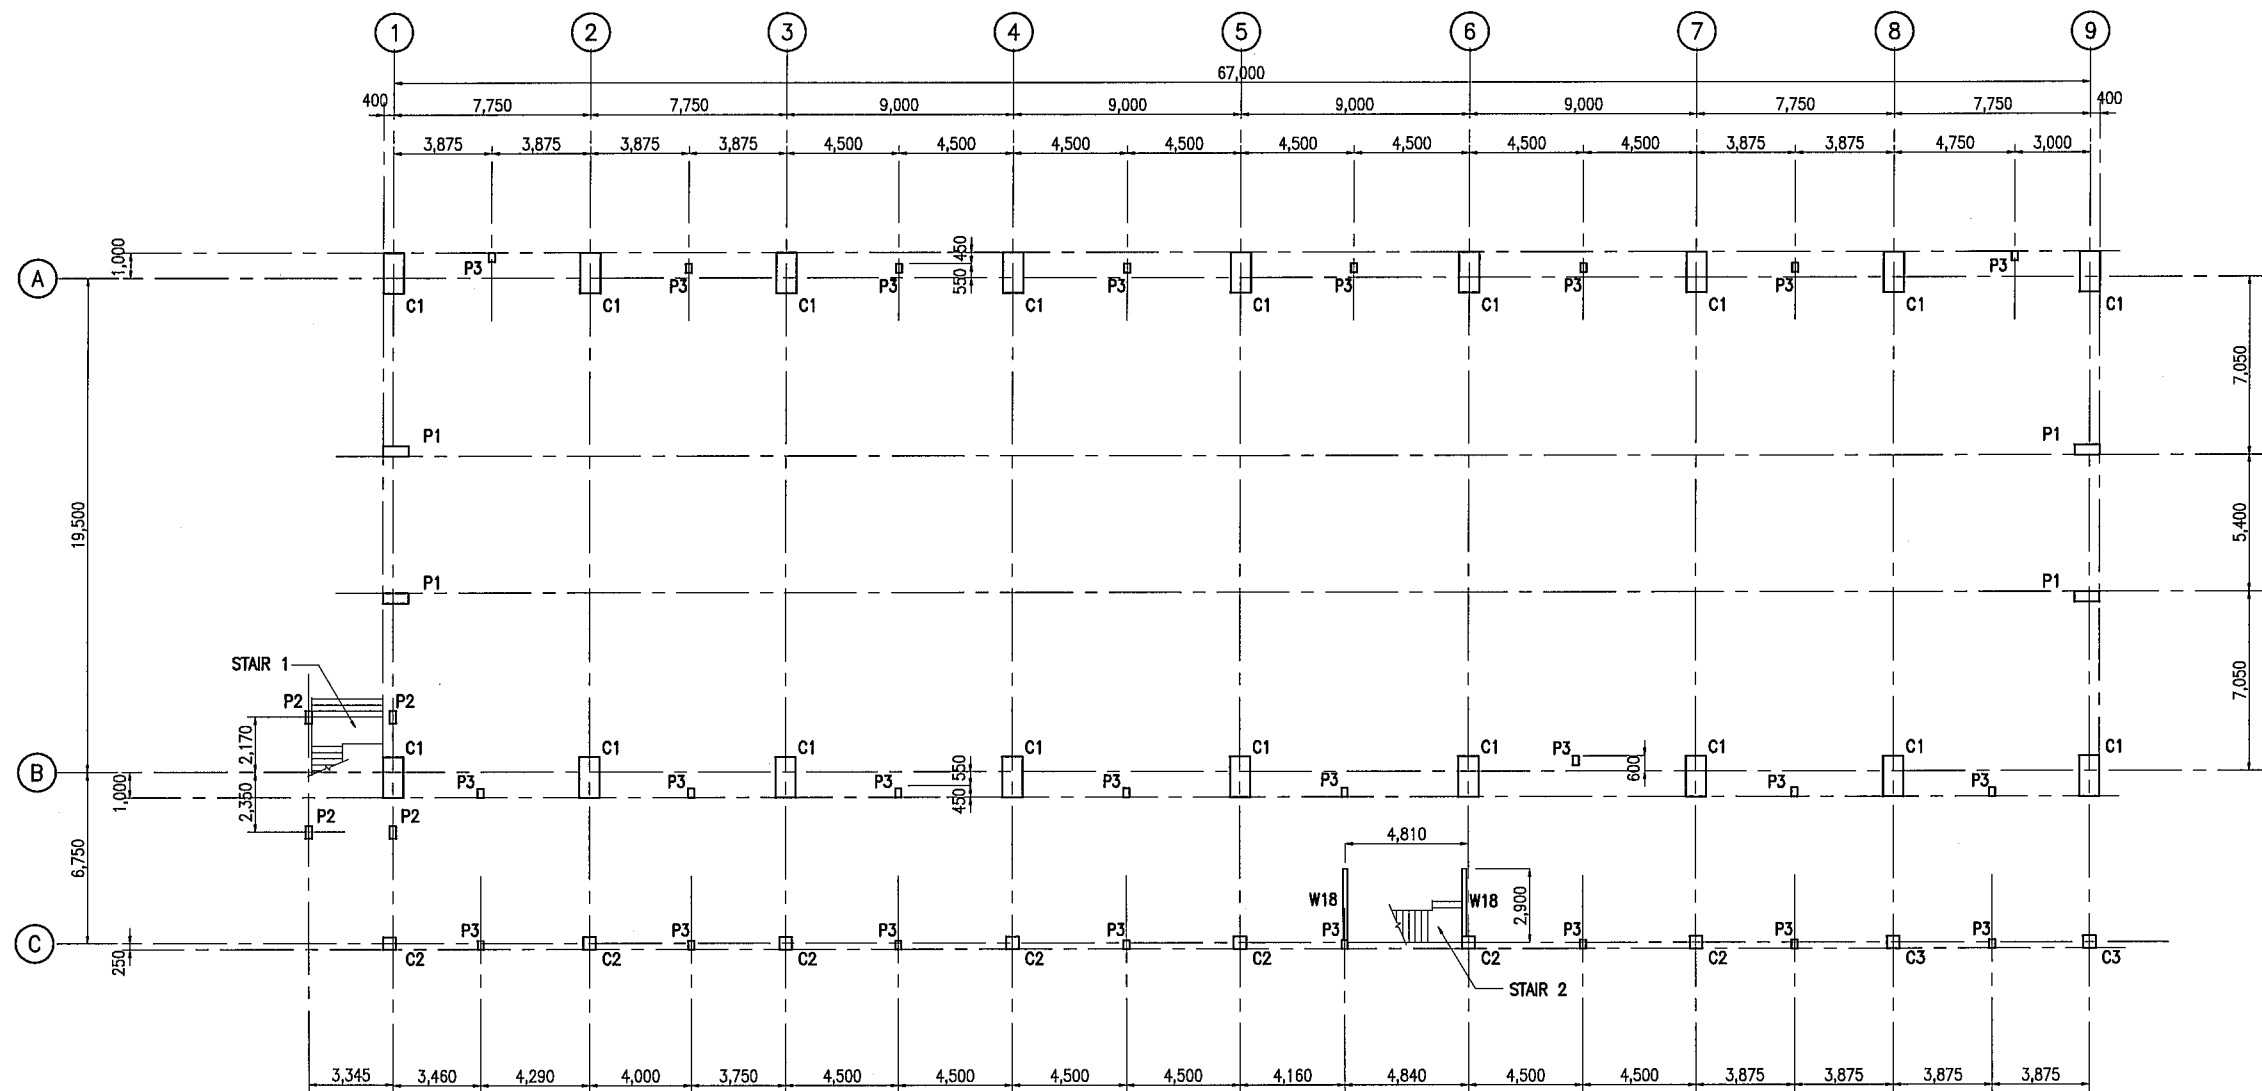 1 2 3 4 5 6 7 8 9
67,000
400 7,750 7,750 9,000 9,000 9,000 9,000 7,750 7,750 400
3,875 3,875 3,875 3,875 4,500 4,500 4,500 4,500 4,500 4,500 4,500 4,500 3,875 3,875 4,750 3,000
1,000 450
P3 P3
A P3 P3 550 P3 P3 P3 P3
C1 C1 C1 C1 C1 C1 C1 C1 C1
7,050
P1 P1
19,500 5,400
P1 P1
STAIR 1 7,050
P2 P2
2,170
C1 C1 C1 C1 C1 C1 P3 C1 C1 C1
B 550 600
P3 P3 P3 P3 P3 P3 P3
1,000 2,350 450
P2 P2
6,750 4,810
W18 W18 2,900
P3 P3 P3 P3 P3 P3 P3 P3
C
250 C2 C2 C2 C2 C2 C2 C2 C3 C3
STAIR 2
3,345 3,460 4,290 4,000 3,750 4,500 4,500 4,500 4,500 4,160 4,840 4,500 4,500 3,875 3,875 3,875